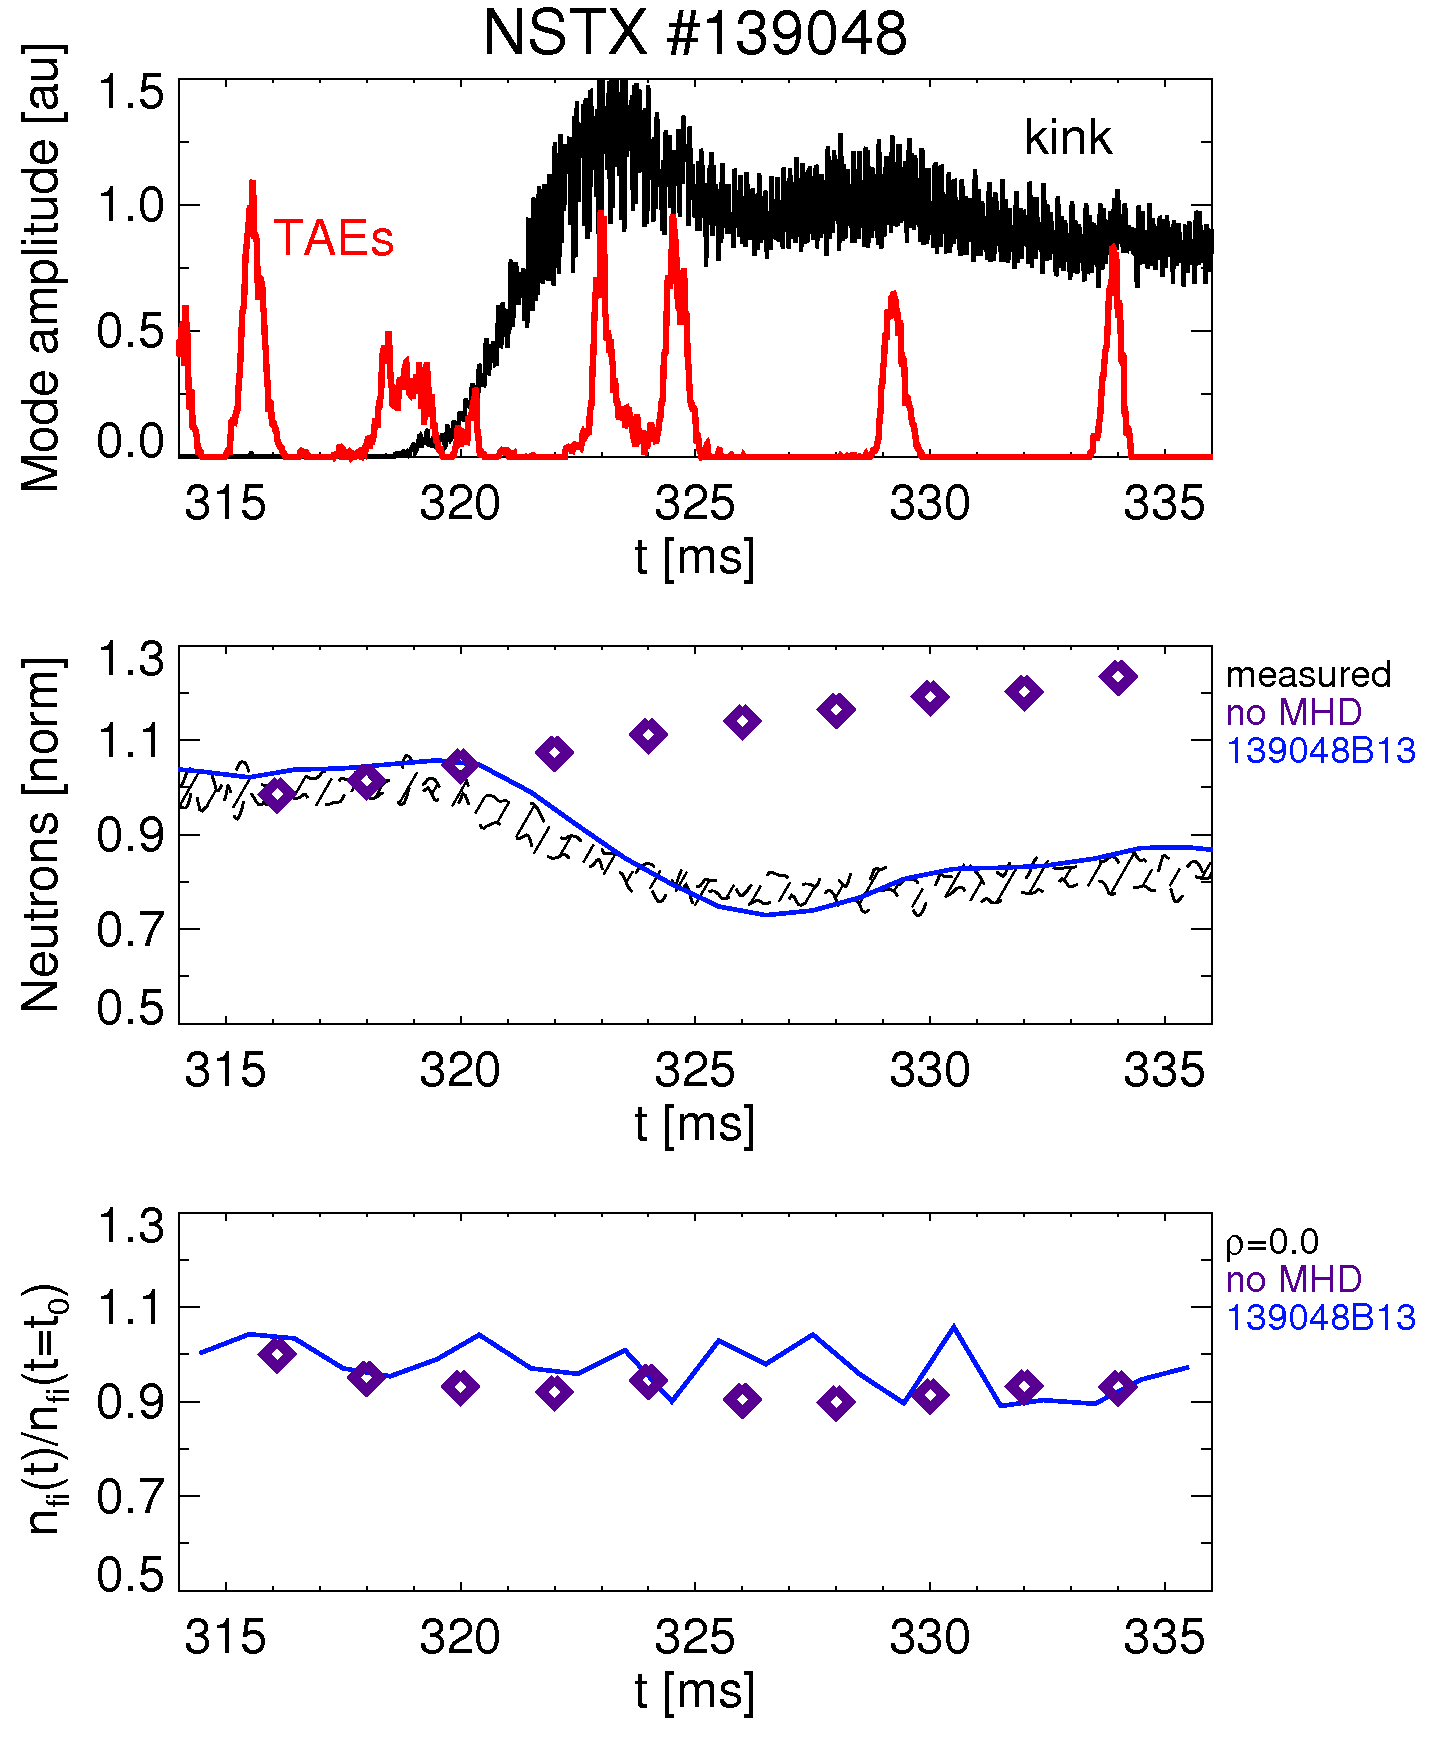 NSTX #139048
Mode amplitude [au]
1.5
1.0
0.5
0.0
TAEs
kink
315 320 325 330 335
t [ms]
Neutrons [norm]
1.3
1.1
0.9
0.7
0.5
measured
no MHD
139048B13
315 320 325 330 335
t [ms]
n_fi(t)/n_fi(t=t_0)
1.3
1.1
0.9
0.7
0.5
ρ=0.0
no MHD
139048B13
315 320 325 330 335
t [ms]